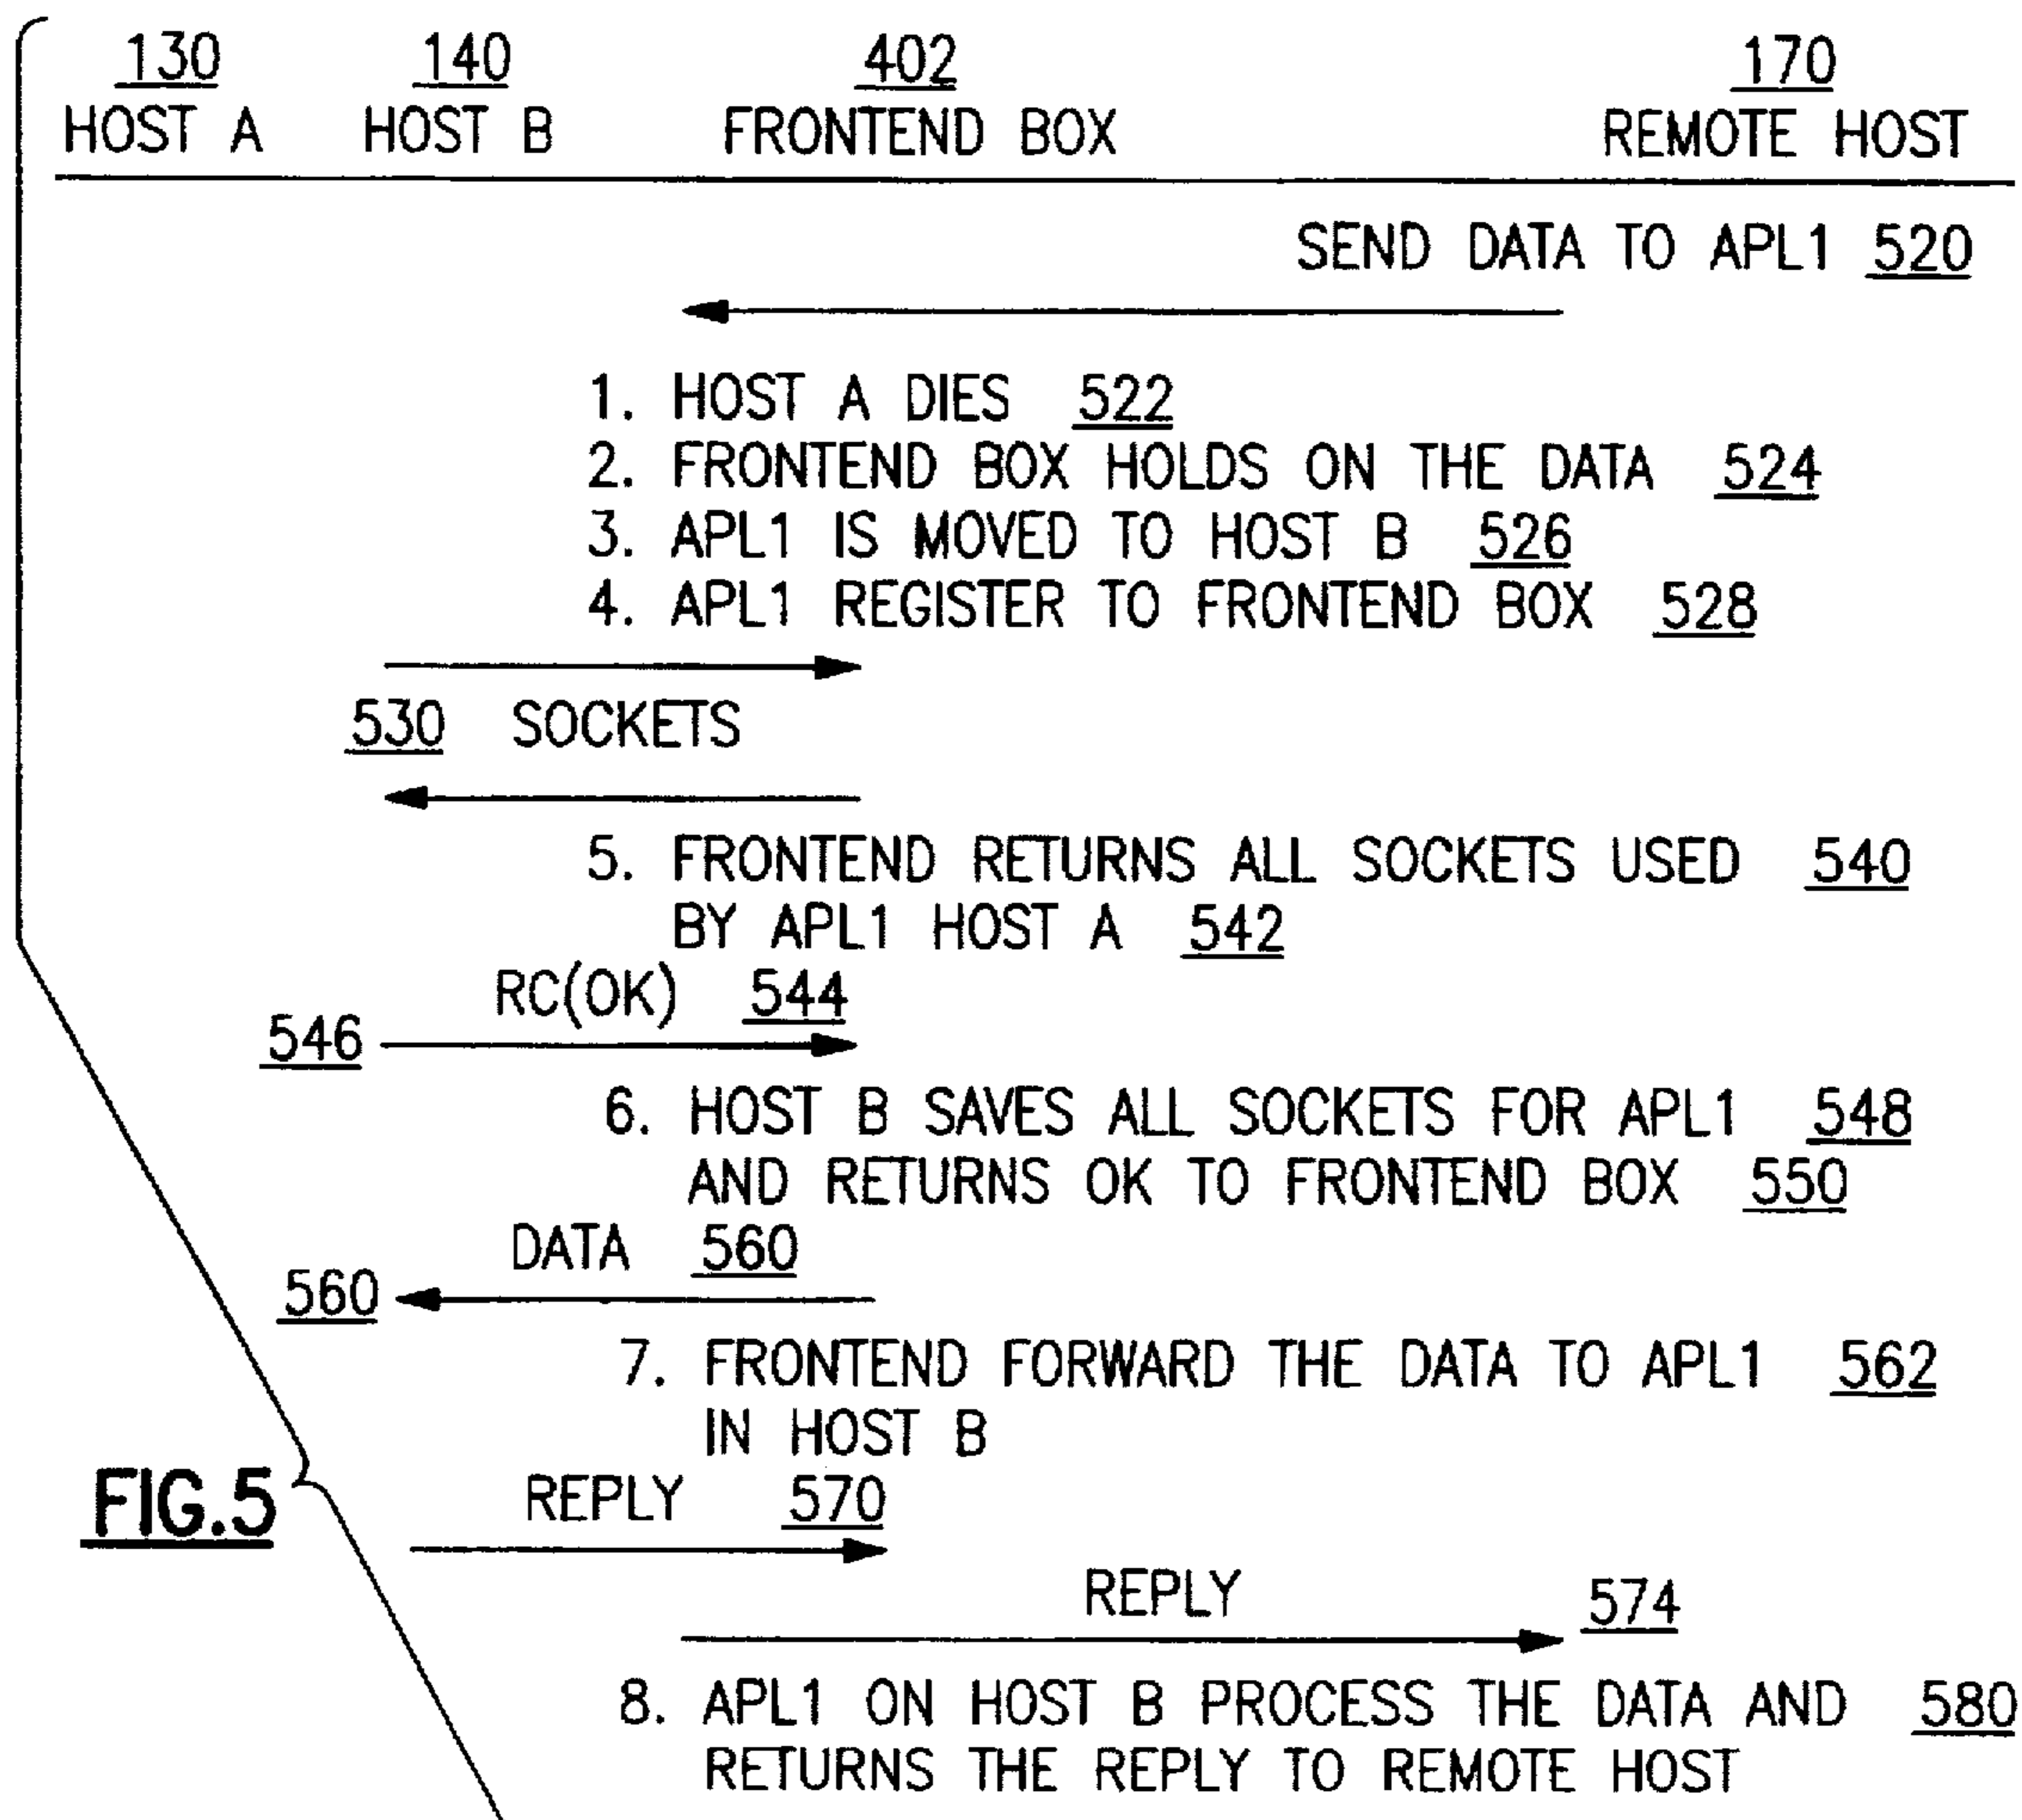 130 140 402 170
HOST A HOST B FRONTEND BOX REMOTE HOST
SEND DATA TO APL1 520
1. HOST A DIES 522
2. FRONTEND BOX HOLDS ON THE DATA 524
3. APL1 IS MOVED TO HOST B 526
4. APL1 REGISTER TO FRONTEND BOX 528
530 SOCKETS
5. FRONTEND RETURNS ALL SOCKETS USED 540
BY APL1 HOST A 542
RC(OK) 544
546
6. HOST B SAVES ALL SOCKETS FOR APL1 548
AND RETURNS OK TO FRONTEND BOX 550
DATA 560
560
7. FRONTEND FORWARD THE DATA TO APL1 562
IN HOST B
FIG.5
REPLY 570
REPLY 574
8. APL1 ON HOST B PROCESS THE DATA AND 580
RETURNS THE REPLY TO REMOTE HOST